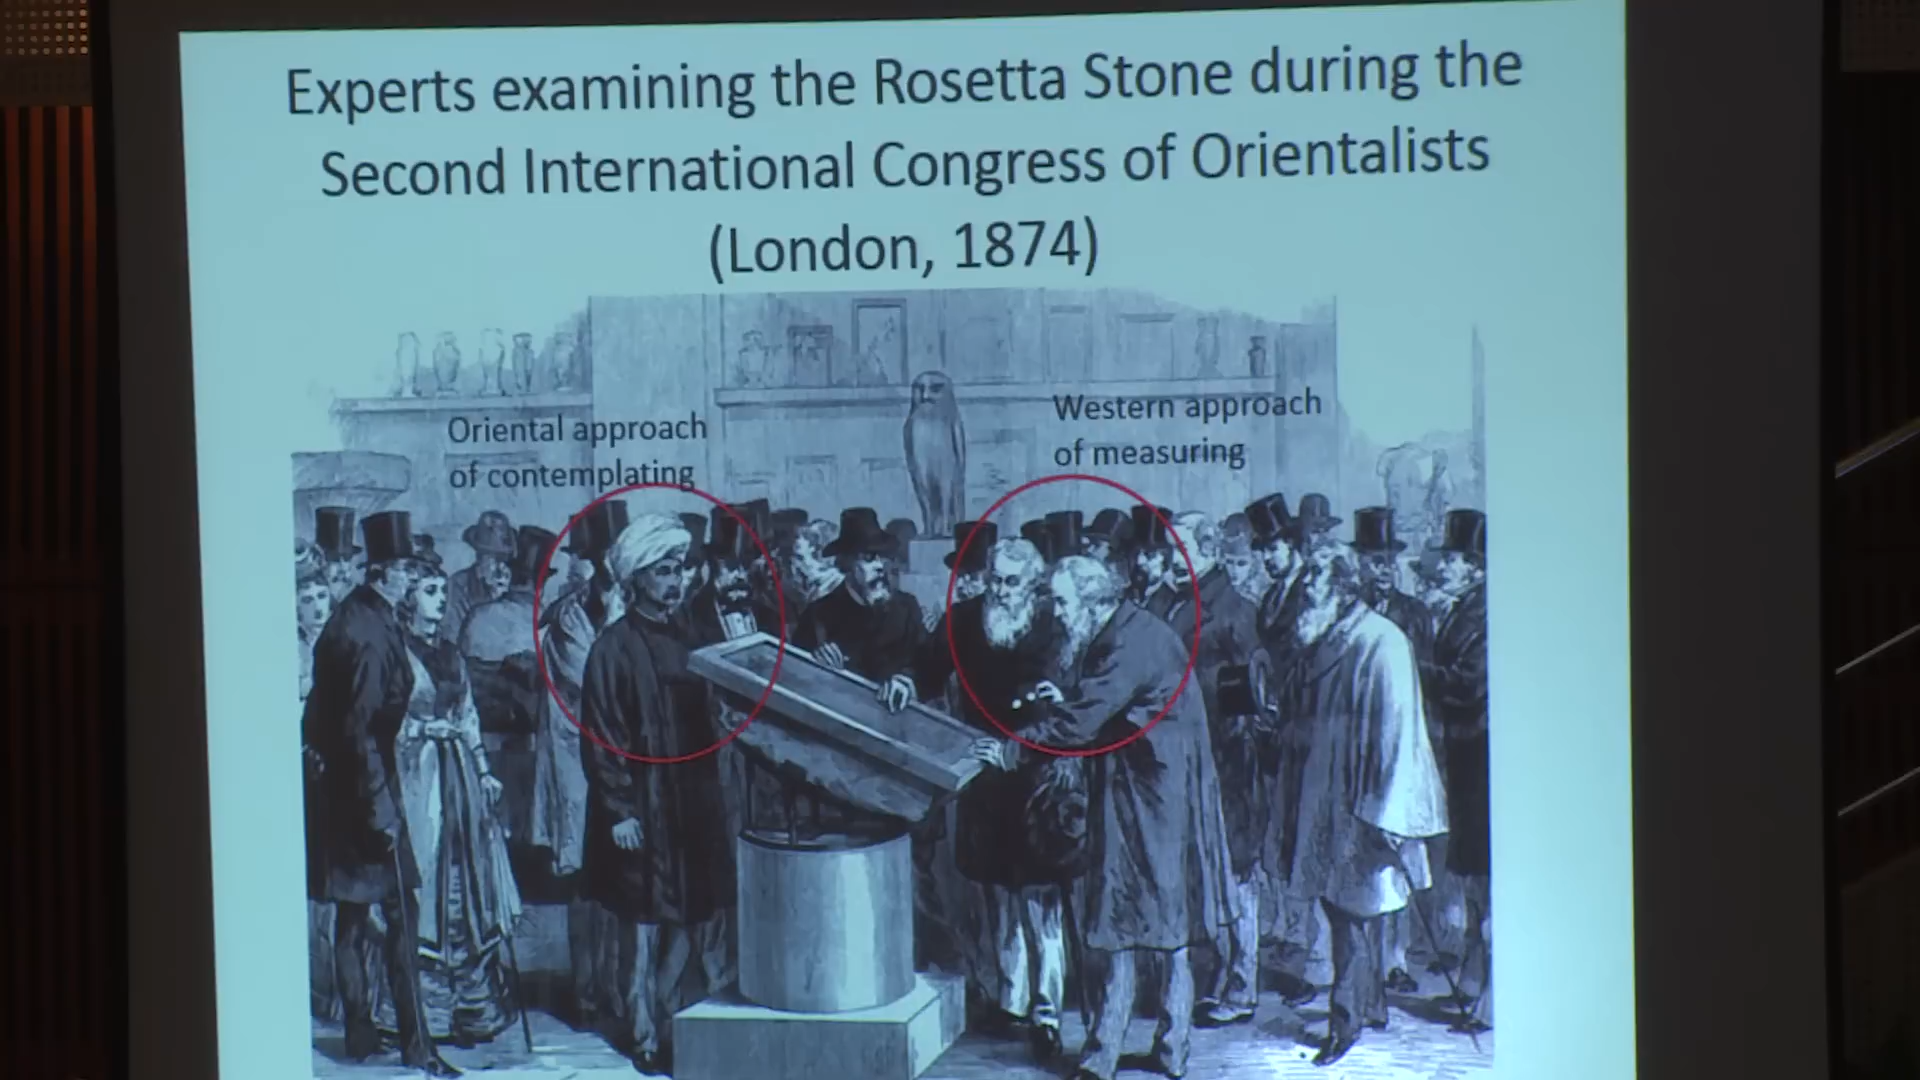 Experts examining the Rosetta Stone during the
Second International Congress of Orientalists
(London, 1874)
Oriental approach
of contemplating
Western approach
of measuring